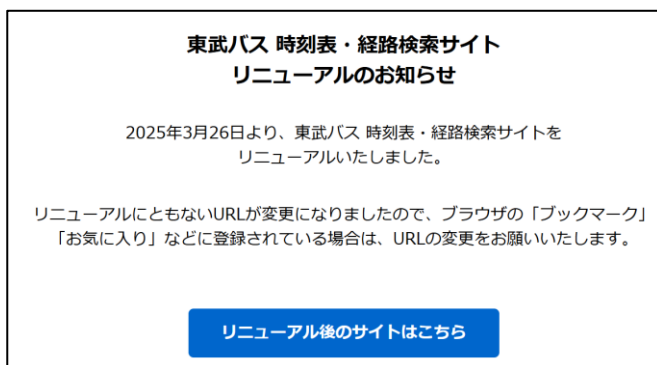 東武バス 時刻表・経路検索サイト
リニューアルのお知らせ
2025年3月26日より、東武バス 時刻表・経路検索サイトを
リニューアルいたしました。
リニューアルにともないURLが変更になりましたので、ブラウザの「ブックマーク」
「お気に入り」などに登録されている場合は、URLの変更をお願いいたします。
リニューアル後のサイトはこちら